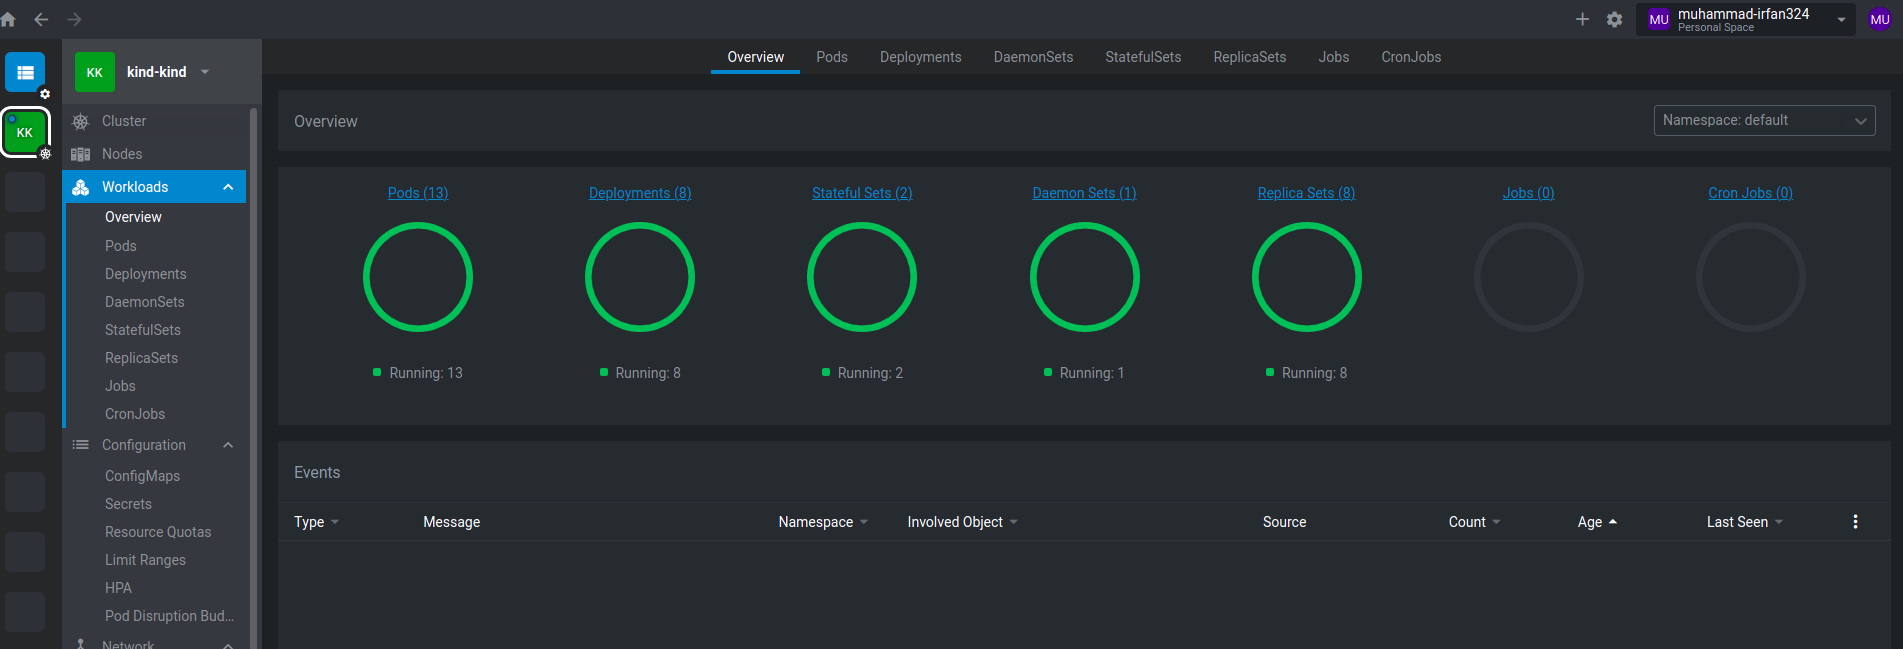 MU muhammad-irfan324 MU
Personal Space
KK kind-kind
KK
Cluster
Nodes
Workloads
Overview
Pods
Deployments
DaemonSets
StatefulSets
ReplicaSets
Jobs
CronJobs
Configuration
ConfigMaps
Secrets
Resource Quotas
Limit Ranges
HPA
Pod Disruption Bud...
Network
Overview Pods Deployments DaemonSets StatefulSets ReplicaSets Jobs CronJobs
Overview Namespace: default
Pods (13) Deployments (8) Stateful Sets (2) Daemon Sets (1) Replica Sets (8) Jobs (0) Cron Jobs (0)
Running: 13 Running: 8 Running: 2 Running: 1 Running: 8
Events
Type Message Namespace Involved Object Source Count Age Last Seen